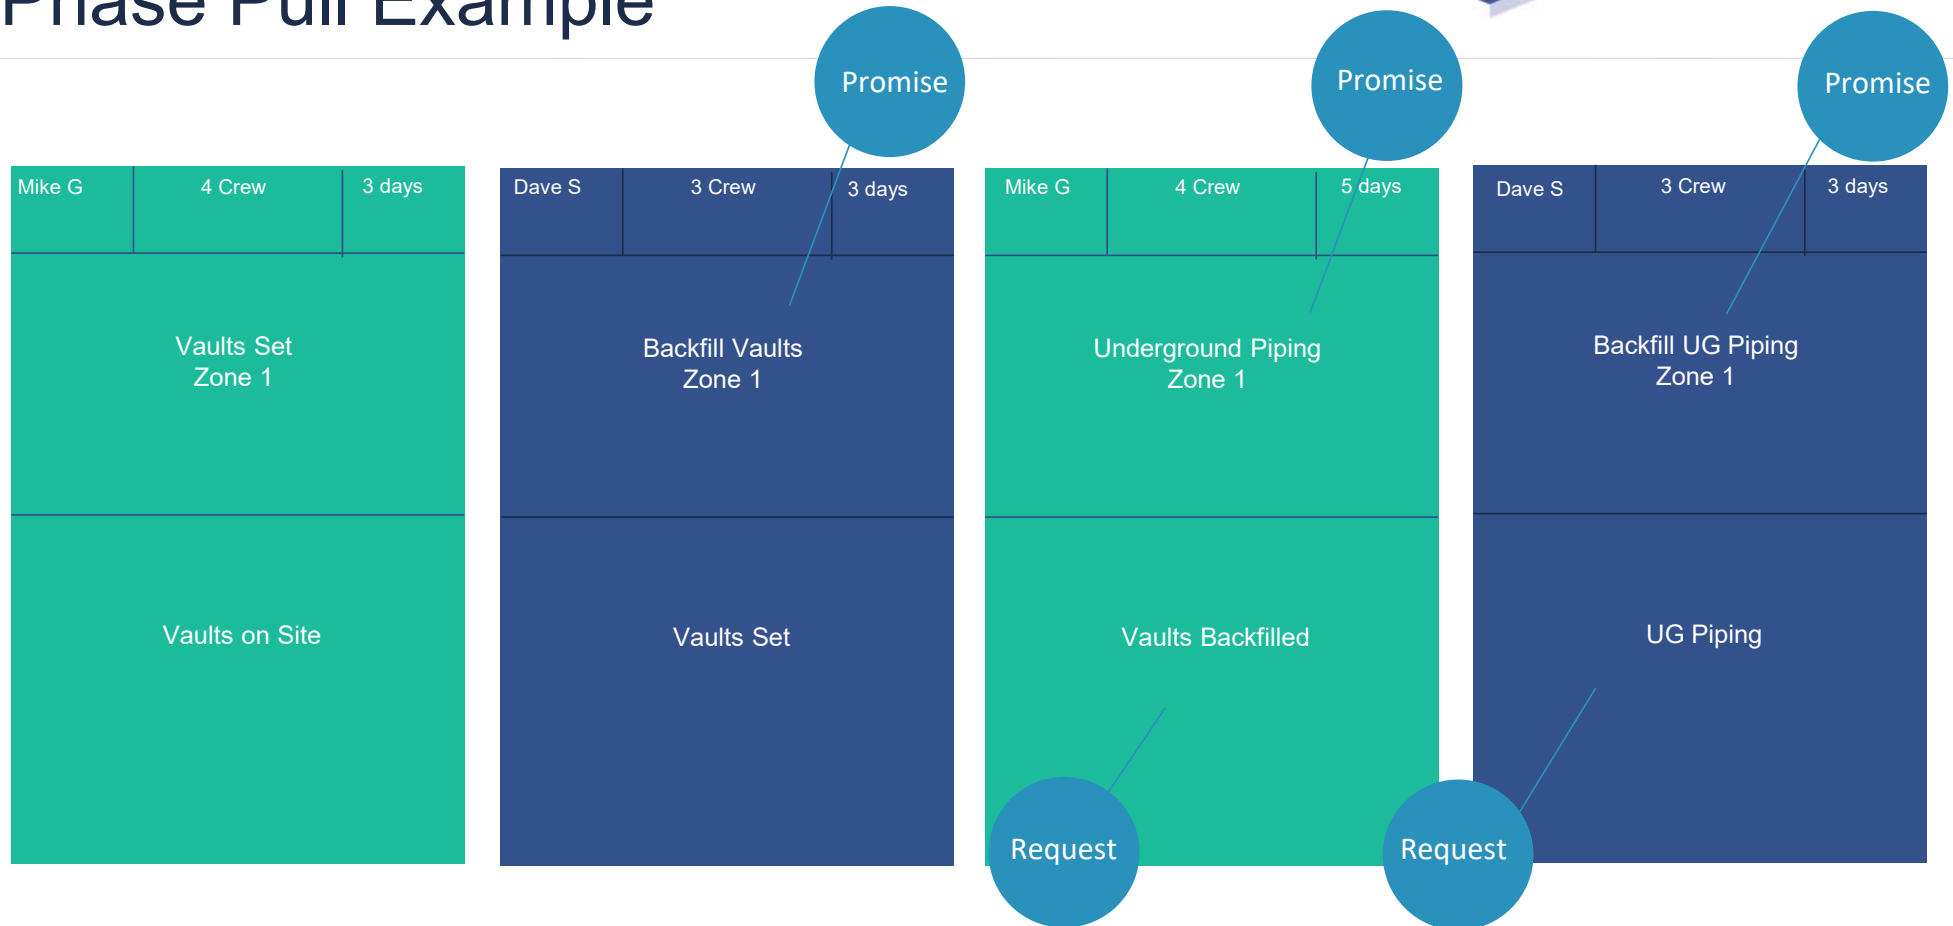 Phase Pull Example
Promise
Promise
Promise
Mike G
4 Crew
3 days
Vaults Set
Zone 1
Vaults on Site
Dave S
3 Crew
3 days
Backfill Vaults
Zone 1
Vaults Set
Mike G
4 Crew
5 days
Underground Piping
Zone 1
Vaults Backfilled
Dave S
3 Crew
3 days
Backfill UG Piping
Zone 1
UG Piping
Request
Request